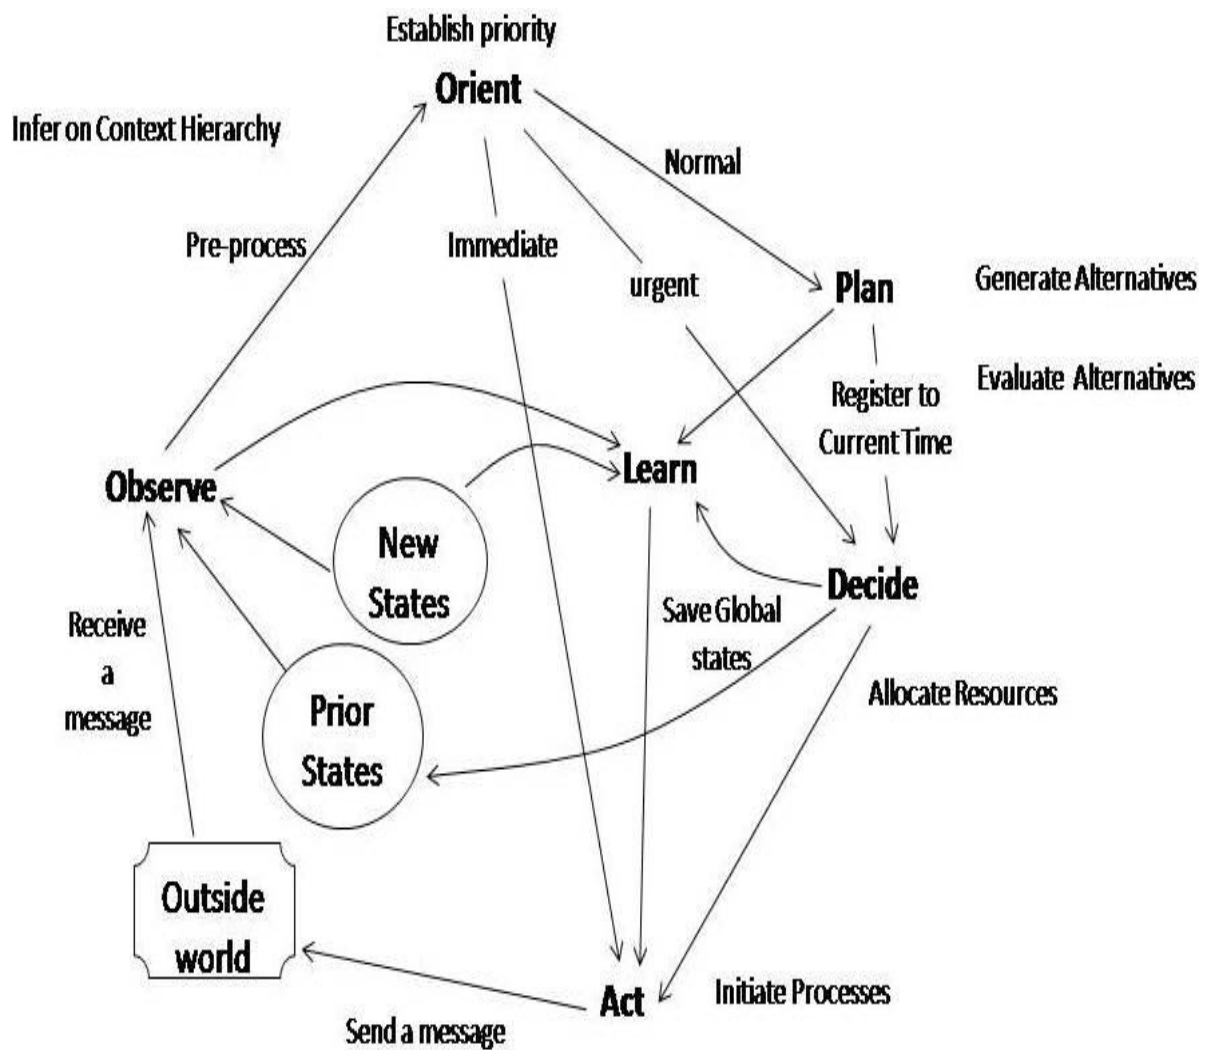 Establish priority
Orient
Infer on Context Hierarchy
Normal
Pre-process
Immediate
urgent
Plan
Generate Alternatives
Evaluate Alternatives
Register to
Current Time
Observe
Learn
New
States
Decide
Save Global
states
Receive
a
message
Prior
States
Allocate Resources
Outside
world
Act
Initiate Processes
Send a message